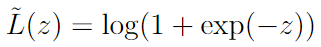 L̃(z) = log(1 + exp(−z))